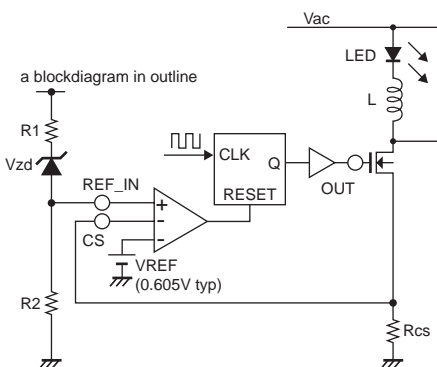 Vac
LED
a blockdiagram in outline
L
R1
CLK
Vzd
Q
REF_IN
RESET
OUT
+
-
-
CS
VREF
(0.605V typ)
R2
Rcs